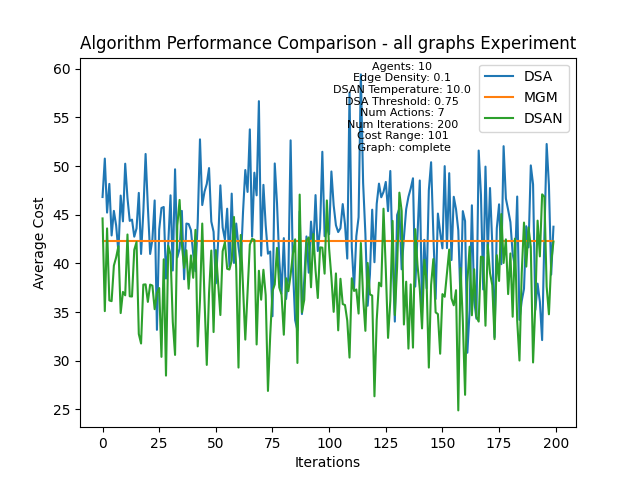 Algorithm Performance Comparison - all graphs Experiment
Agents: 10
Edge Density: 0.1
DSAN Temperature: 10.0
DSA Threshold: 0.75
Num Actions: 7
Num Iterations: 200
Cost Range: 101
Graph: complete
DSA
MGM
DSAN
Average Cost
60
55
50
45
40
35
30
25
0
25
50
75
100
125
150
175
200
Iterations